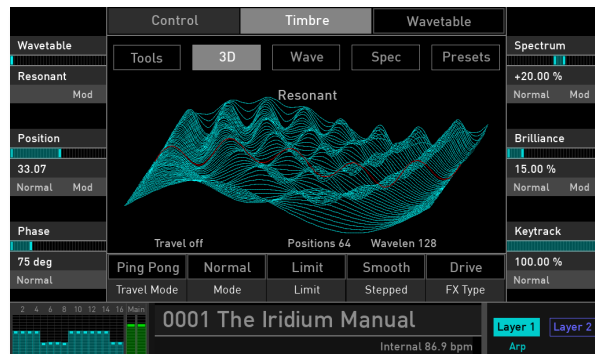 Control Timbre Wavetable
Wavetable
Resonant
Mod
Position
33.07
Normal Mod
Phase
75 deg
Normal
Tools 3D Wave Spec Presets
Resonant
Travel off Positions 64 Wavelen 128
Ping Pong Normal Limit Smooth Drive
Travel Mode Mode Limit Stepped FX Type
Spectrum
+20.00 %
Normal Mod
Brilliance
15.00 %
Normal Mod
Keytrack
100.00 %
Normal
2 4 6 8 10 12 14 16 Main
0001 The Iridium Manual
Internal 86.9 bpm
Layer 1 Layer 2
Arp